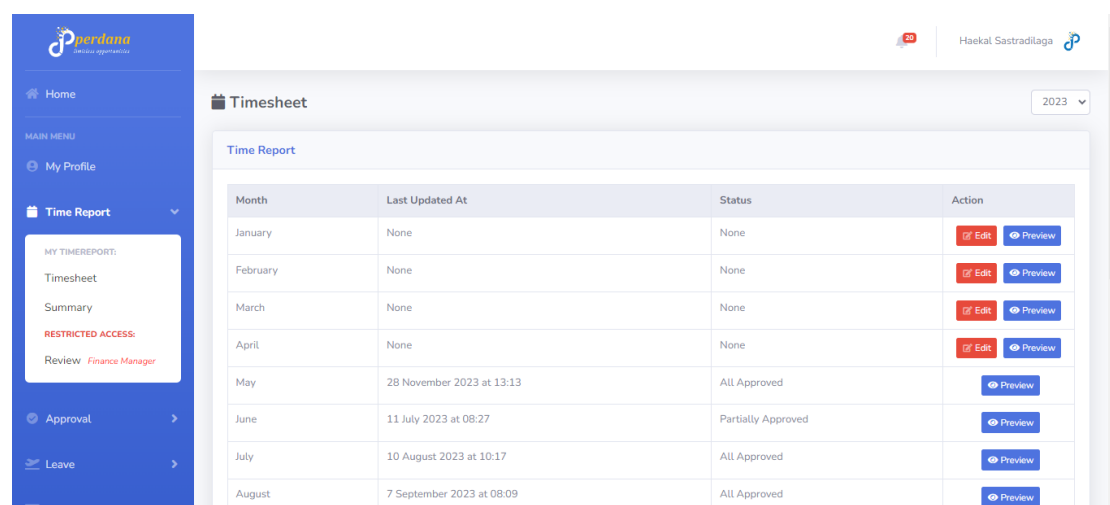 perdana
20
Haekal Sastradilaga
Home
MAIN MENU
My Profile
Time Report
MY TIMEREPORT:
Timesheet
Summary
RESTRICTED ACCESS:
Review Finance Manager
Approval
Leave
Timesheet
2023
Time Report
Month Last Updated At Status Action
January None None Edit Preview
February None None Edit Preview
March None None Edit Preview
April None None Edit Preview
May 28 November 2023 at 13:13 All Approved Preview
June 11 July 2023 at 08:27 Partially Approved Preview
July 10 August 2023 at 10:17 All Approved Preview
August 7 September 2023 at 08:09 All Approved Preview